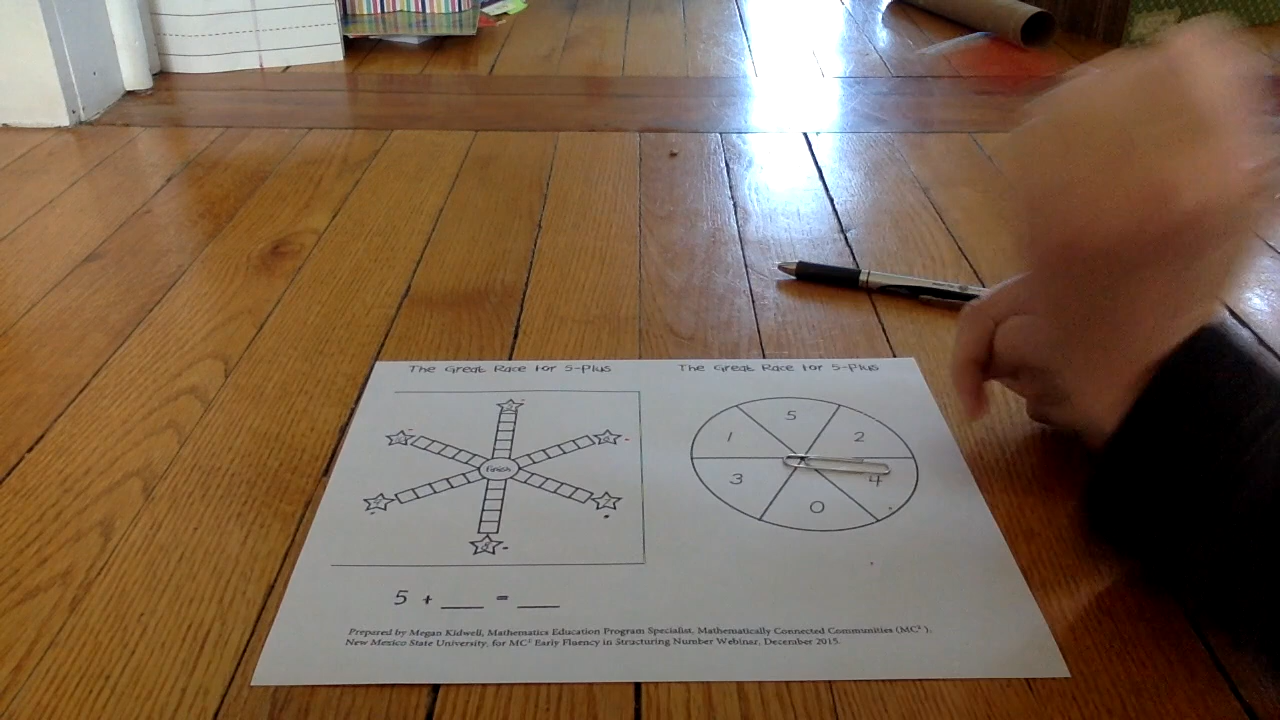 The Great Race for 5-Plus
The Great Race for 5-Plus
Finish
5 + ___ = ___
5
1
2
3
4
0
Prepared by Megan Kidwell, Mathematics Education Program Specialist, Mathematically Connected Communities (MC²),
New Mexico State University, for MC² Early Fluency in Structuring Number Webinar, December 2015.